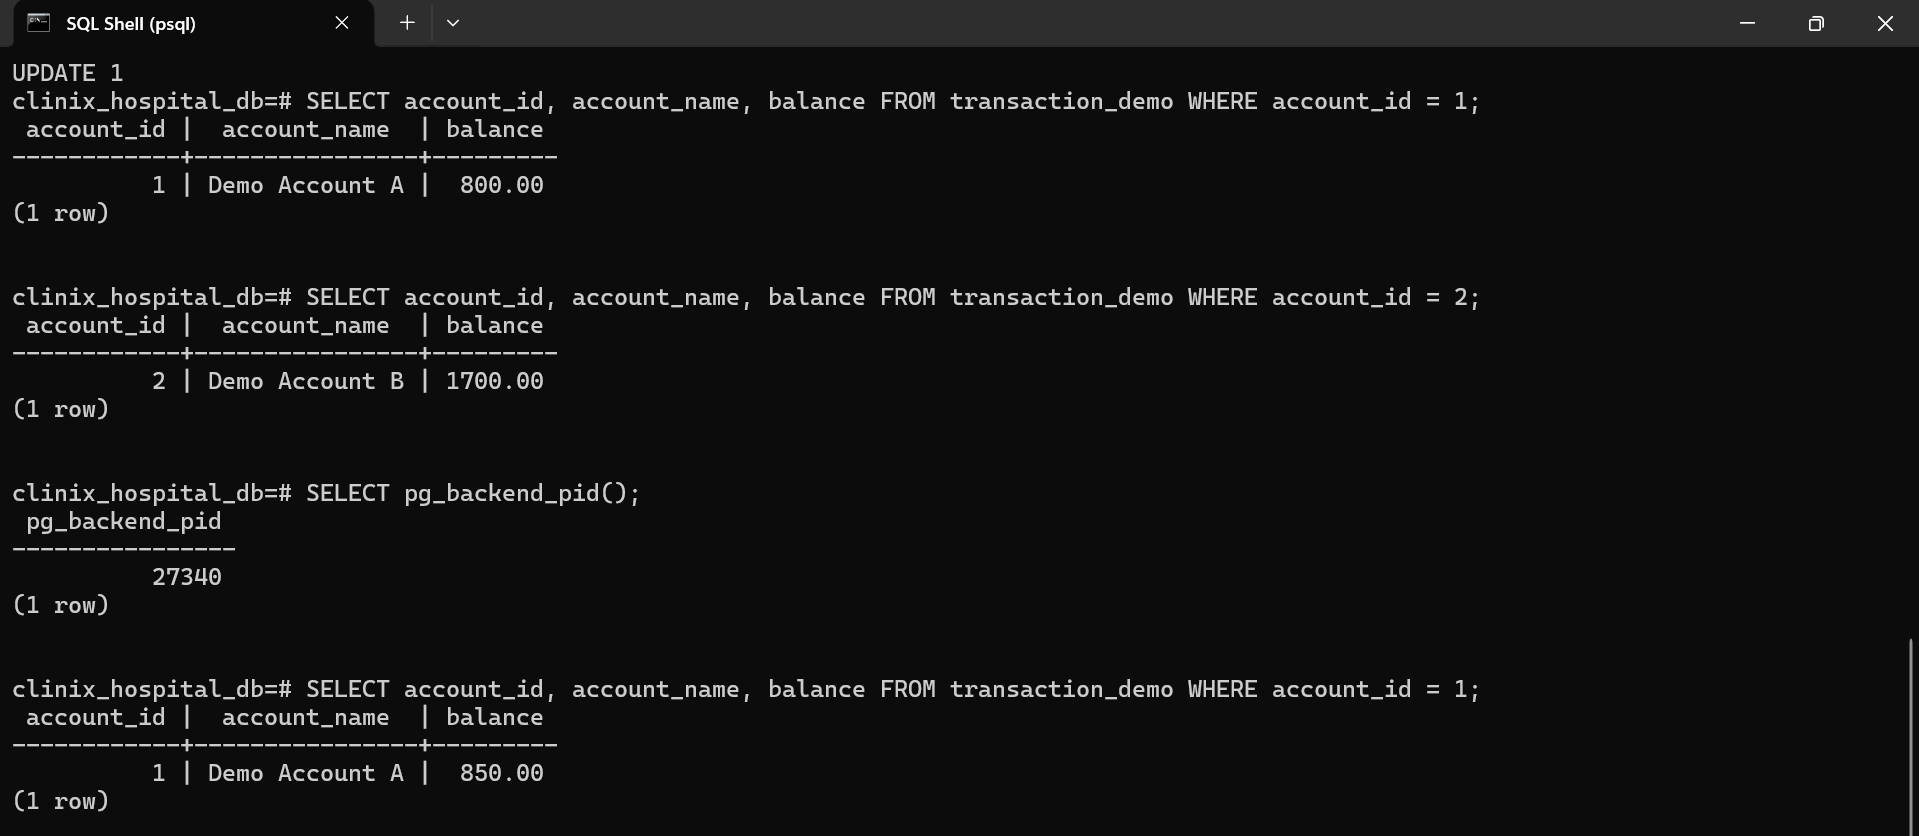 SQL Shell (psql)
UPDATE 1
clinix_hospital_db=# SELECT account_id, account_name, balance FROM transaction_demo WHERE account_id = 1;
 account_id |  account_name  | balance
------------+----------------+---------
          1 | Demo Account A |  800.00
(1 row)
clinix_hospital_db=# SELECT account_id, account_name, balance FROM transaction_demo WHERE account_id = 2;
 account_id |  account_name  | balance
------------+----------------+---------
          2 | Demo Account B | 1700.00
(1 row)
clinix_hospital_db=# SELECT pg_backend_pid();
 pg_backend_pid
----------------
          27340
(1 row)
clinix_hospital_db=# SELECT account_id, account_name, balance FROM transaction_demo WHERE account_id = 1;
 account_id |  account_name  | balance
------------+----------------+---------
          1 | Demo Account A |  850.00
(1 row)